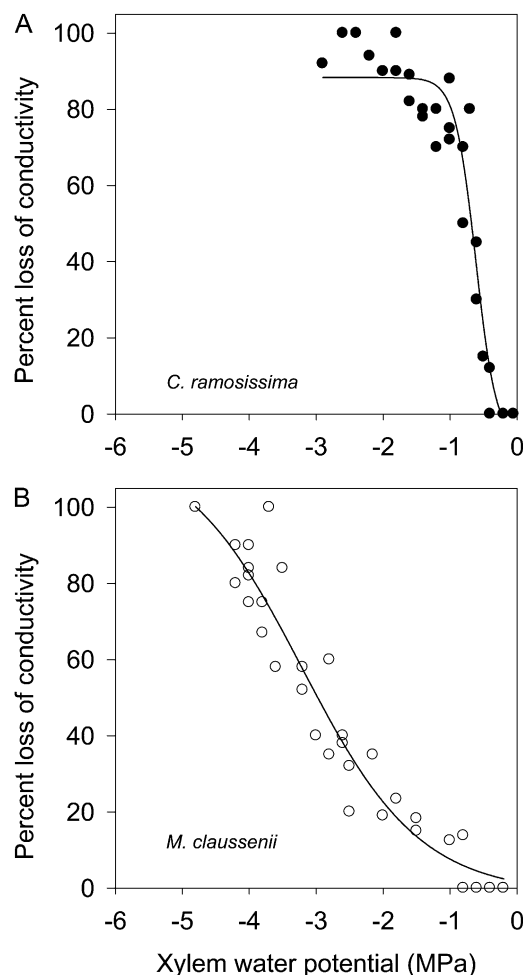 A
100
80
60
40
20
0
Percent loss of conductivity
C. ramosissima
-6 -5 -4 -3 -2 -1 0
B
100
80
60
40
20
0
Percent loss of conductivity
M. claussenii
-6 -5 -4 -3 -2 -1 0
Xylem water potential (MPa)